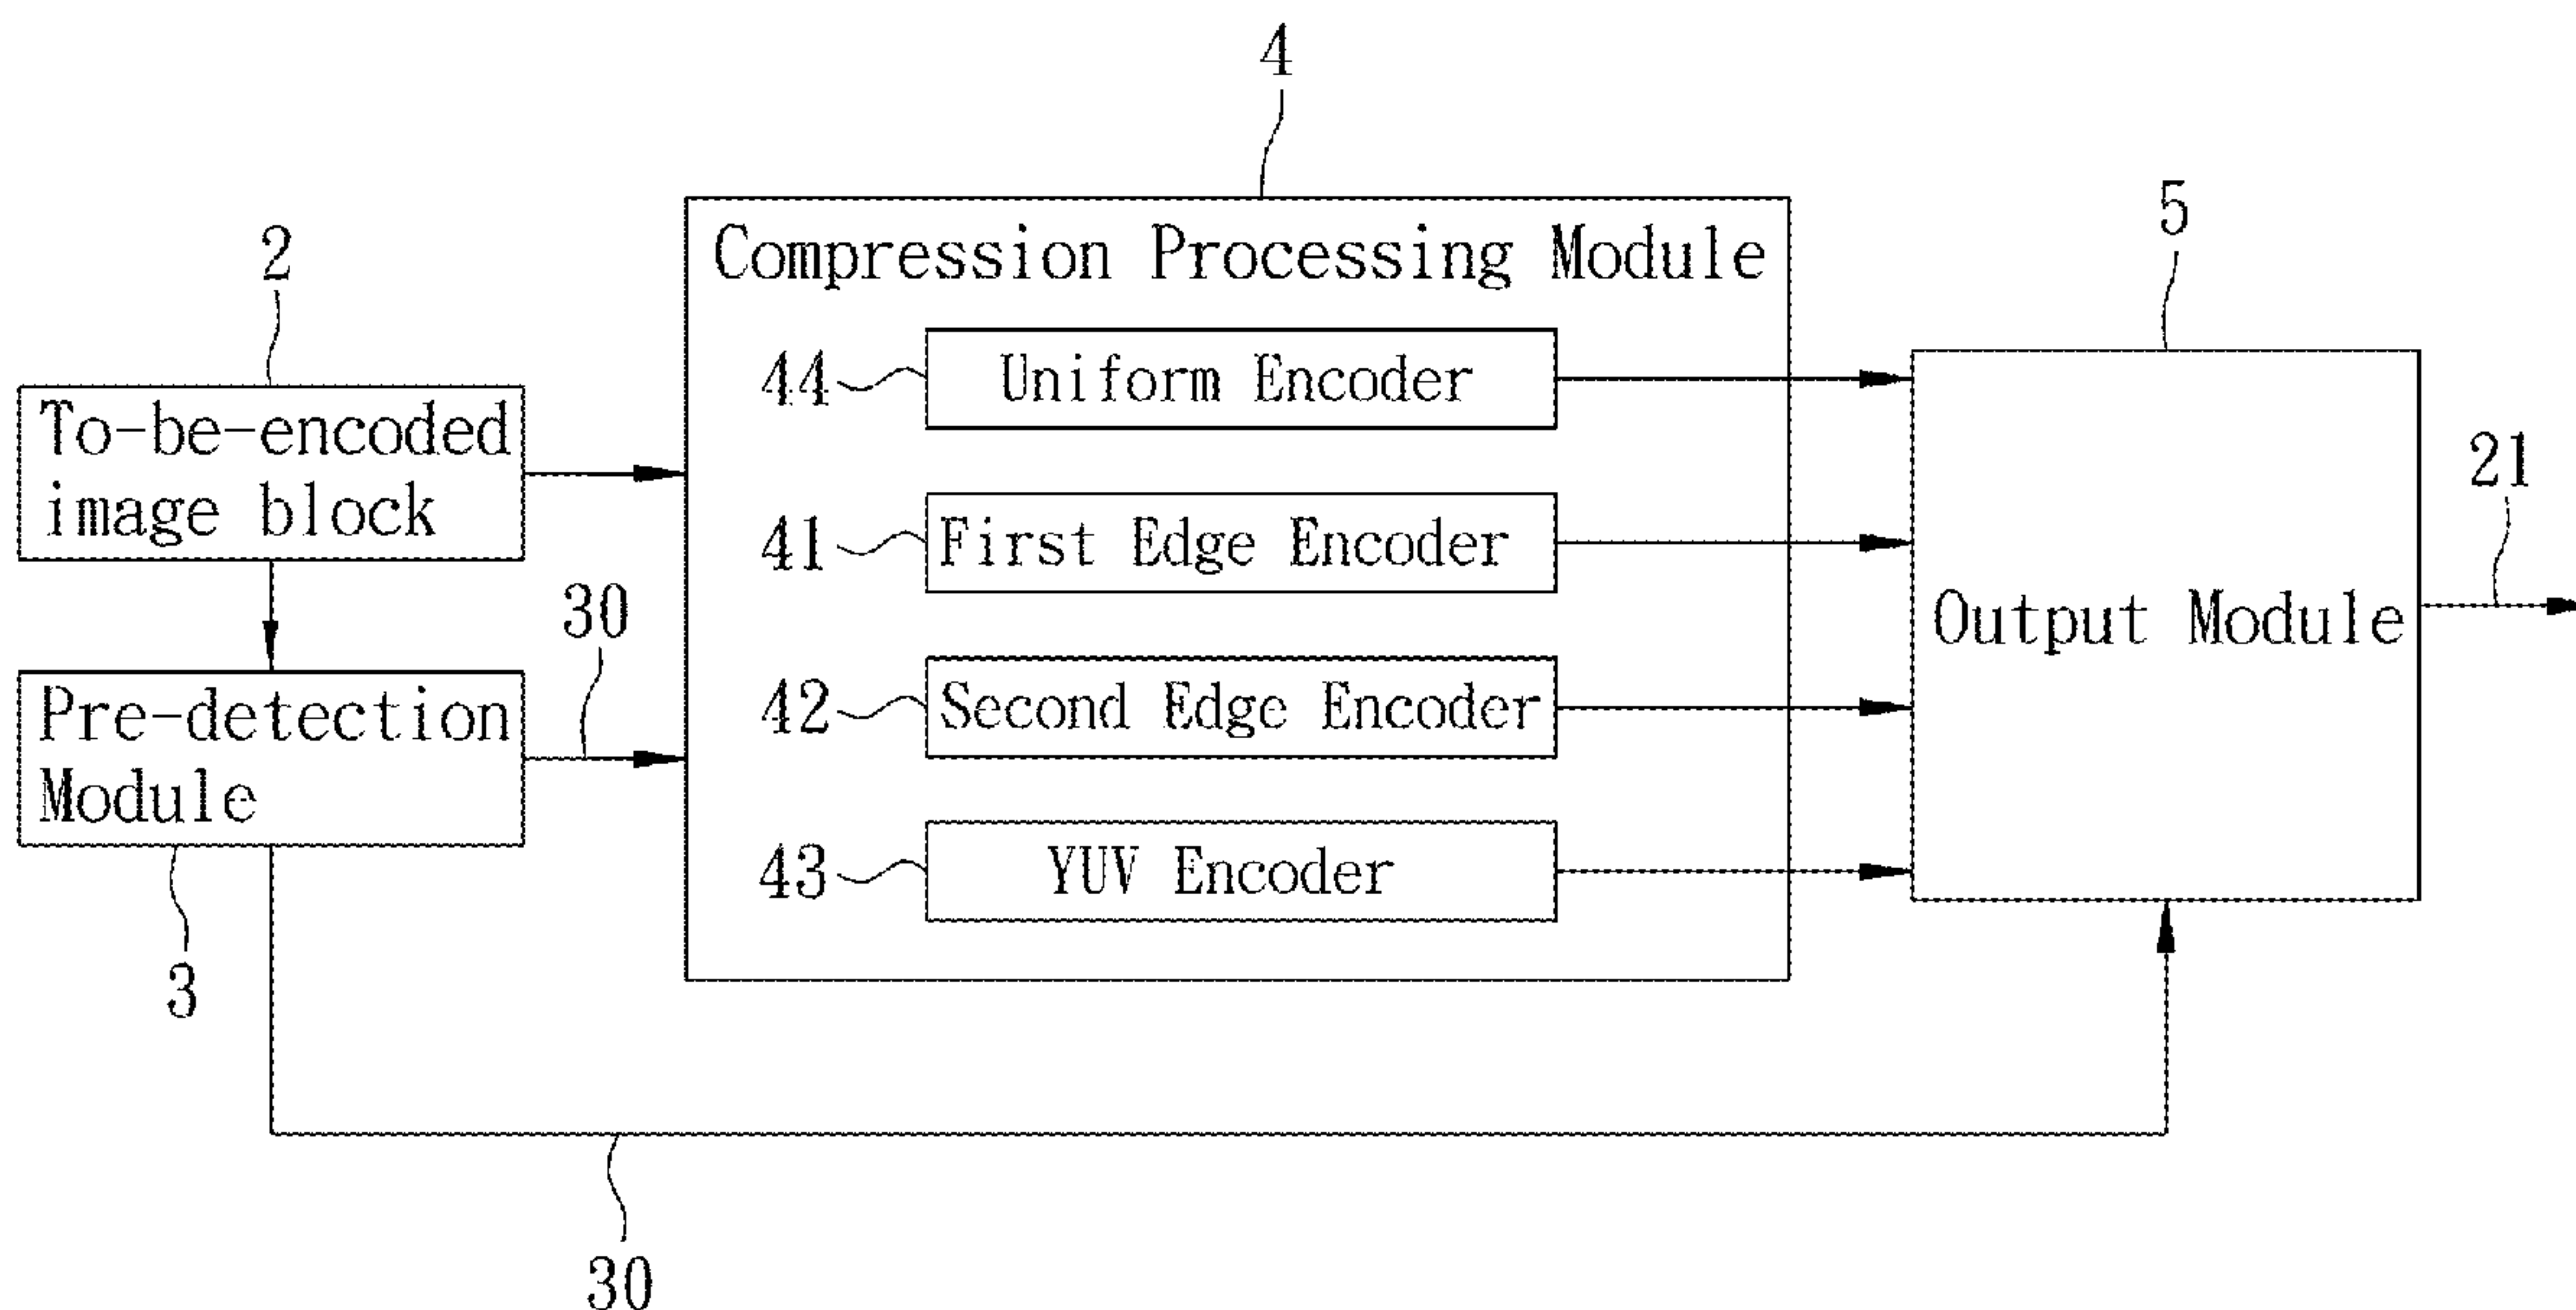 4
Compression Processing Module
5
2
44
Uniform Encoder
To-be-encoded
image block
21
41
First Edge Encoder
30
Output Module
Pre-detection
Module
42
Second Edge Encoder
43
YUV Encoder
3
30